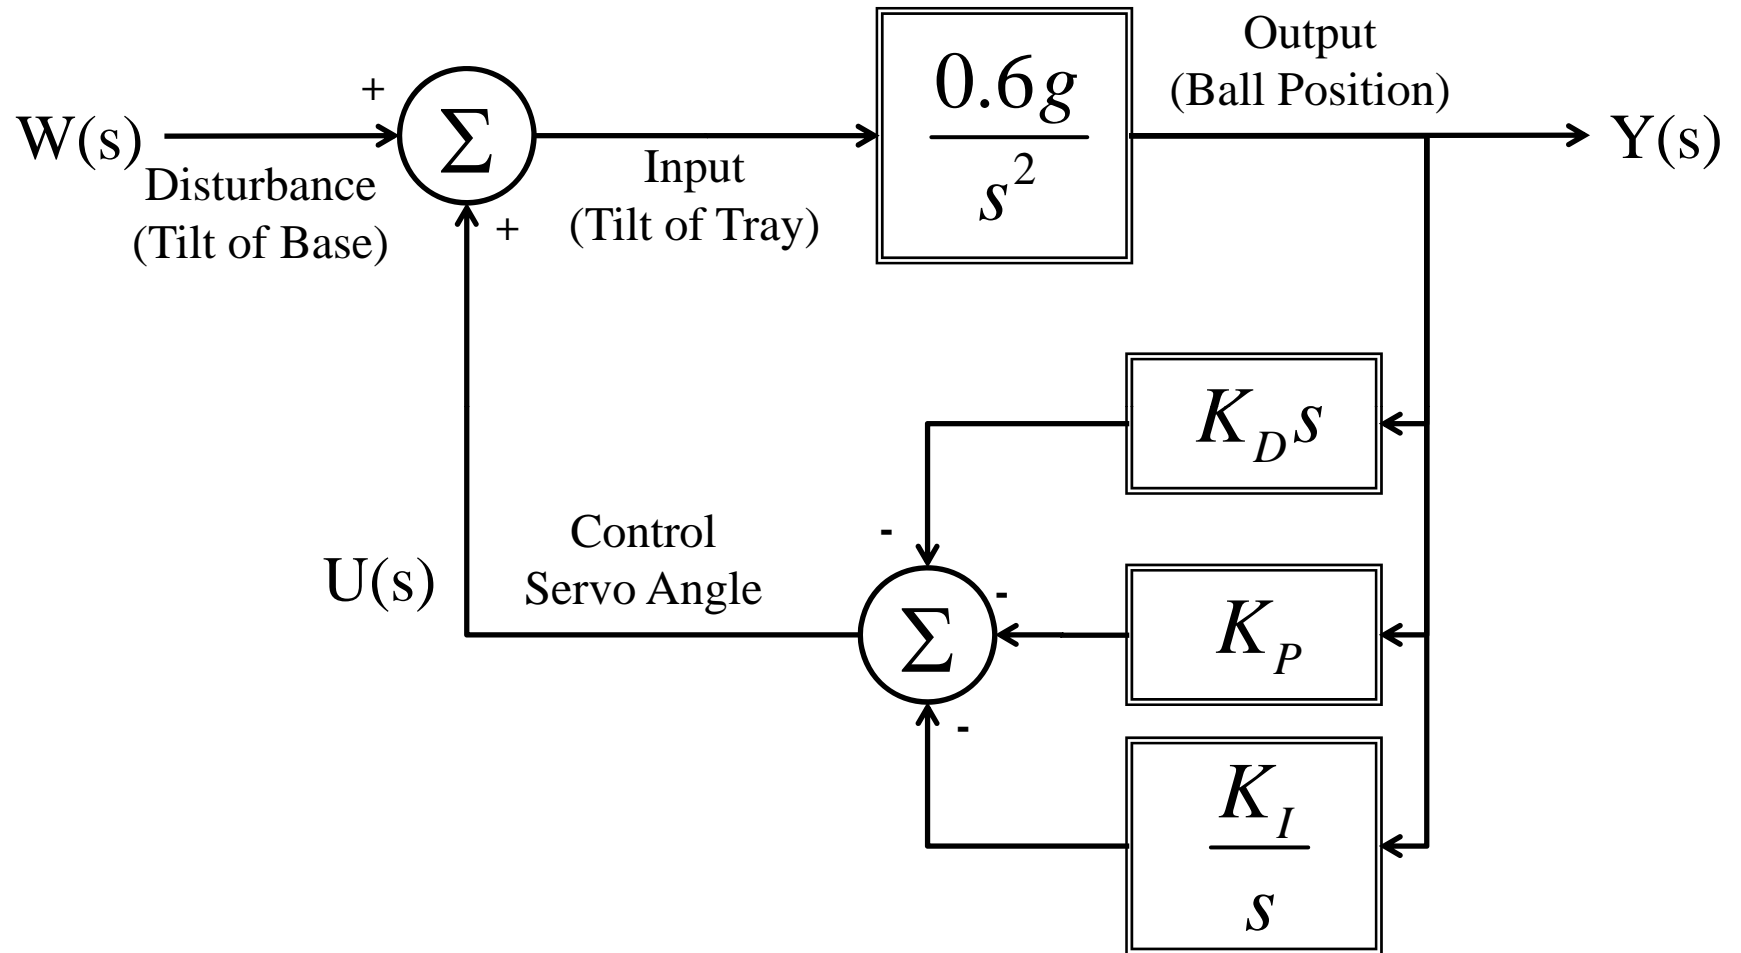 Output
(Ball Position)
0.6g
s²
+
W(s)
Σ
Y(s)
Disturbance
(Tilt of Base)
Input
(Tilt of Tray)
+
K_D s
-
Control
Servo Angle
U(s)
-
Σ
K_P
-
K_I
s